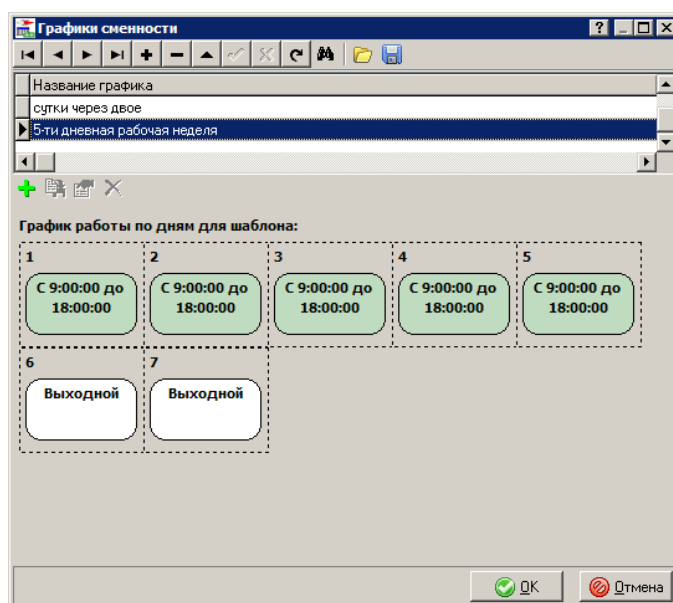 Графики сменности
Название графика
сутки через двое
5-ти дневная рабочая неделя
График работы по дням для шаблона:
1 2 3 4 5
С 9:00:00 до С 9:00:00 до С 9:00:00 до С 9:00:00 до С 9:00:00 до
18:00:00 18:00:00 18:00:00 18:00:00 18:00:00
6 7
Выходной Выходной
OK Отмена